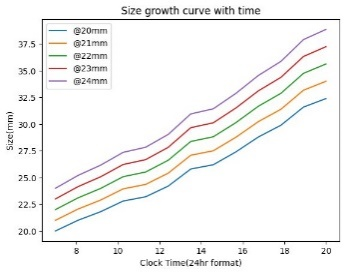 Size growth curve with time
@20mm
@21mm
@22mm
@23mm
@24mm
Size(mm)
37.5
35.0
32.5
30.0
27.5
25.0
22.5
20.0
8 10 12 14 16 18 20
Clock Time(24hr format)